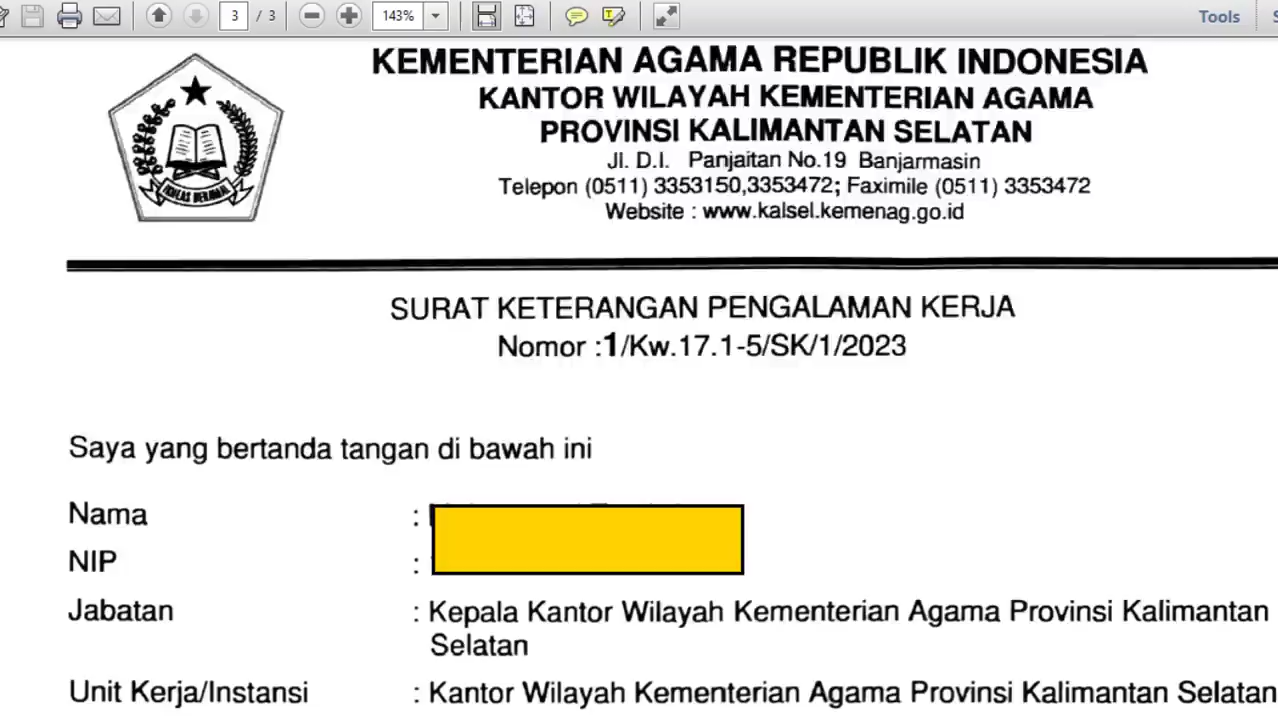 3 / 3
143%
Tools
KEMENTERIAN AGAMA REPUBLIK INDONESIA
KANTOR WILAYAH KEMENTERIAN AGAMA
PROVINSI KALIMANTAN SELATAN
Jl. D.I. Panjaitan No.19 Banjarmasin
Telepon (0511) 3353150,3353472; Faximile (0511) 3353472
Website : www.kalsel.kemenag.go.id
IKHLAS BERAMAL
SURAT KETERANGAN PENGALAMAN KERJA
Nomor :1/Kw.17.1-5/SK/1/2023
Saya yang bertanda tangan di bawah ini
Nama :
NIP :
Jabatan : Kepala Kantor Wilayah Kementerian Agama Provinsi Kalimantan
Selatan
Unit Kerja/Instansi : Kantor Wilayah Kementerian Agama Provinsi Kalimantan Selatan